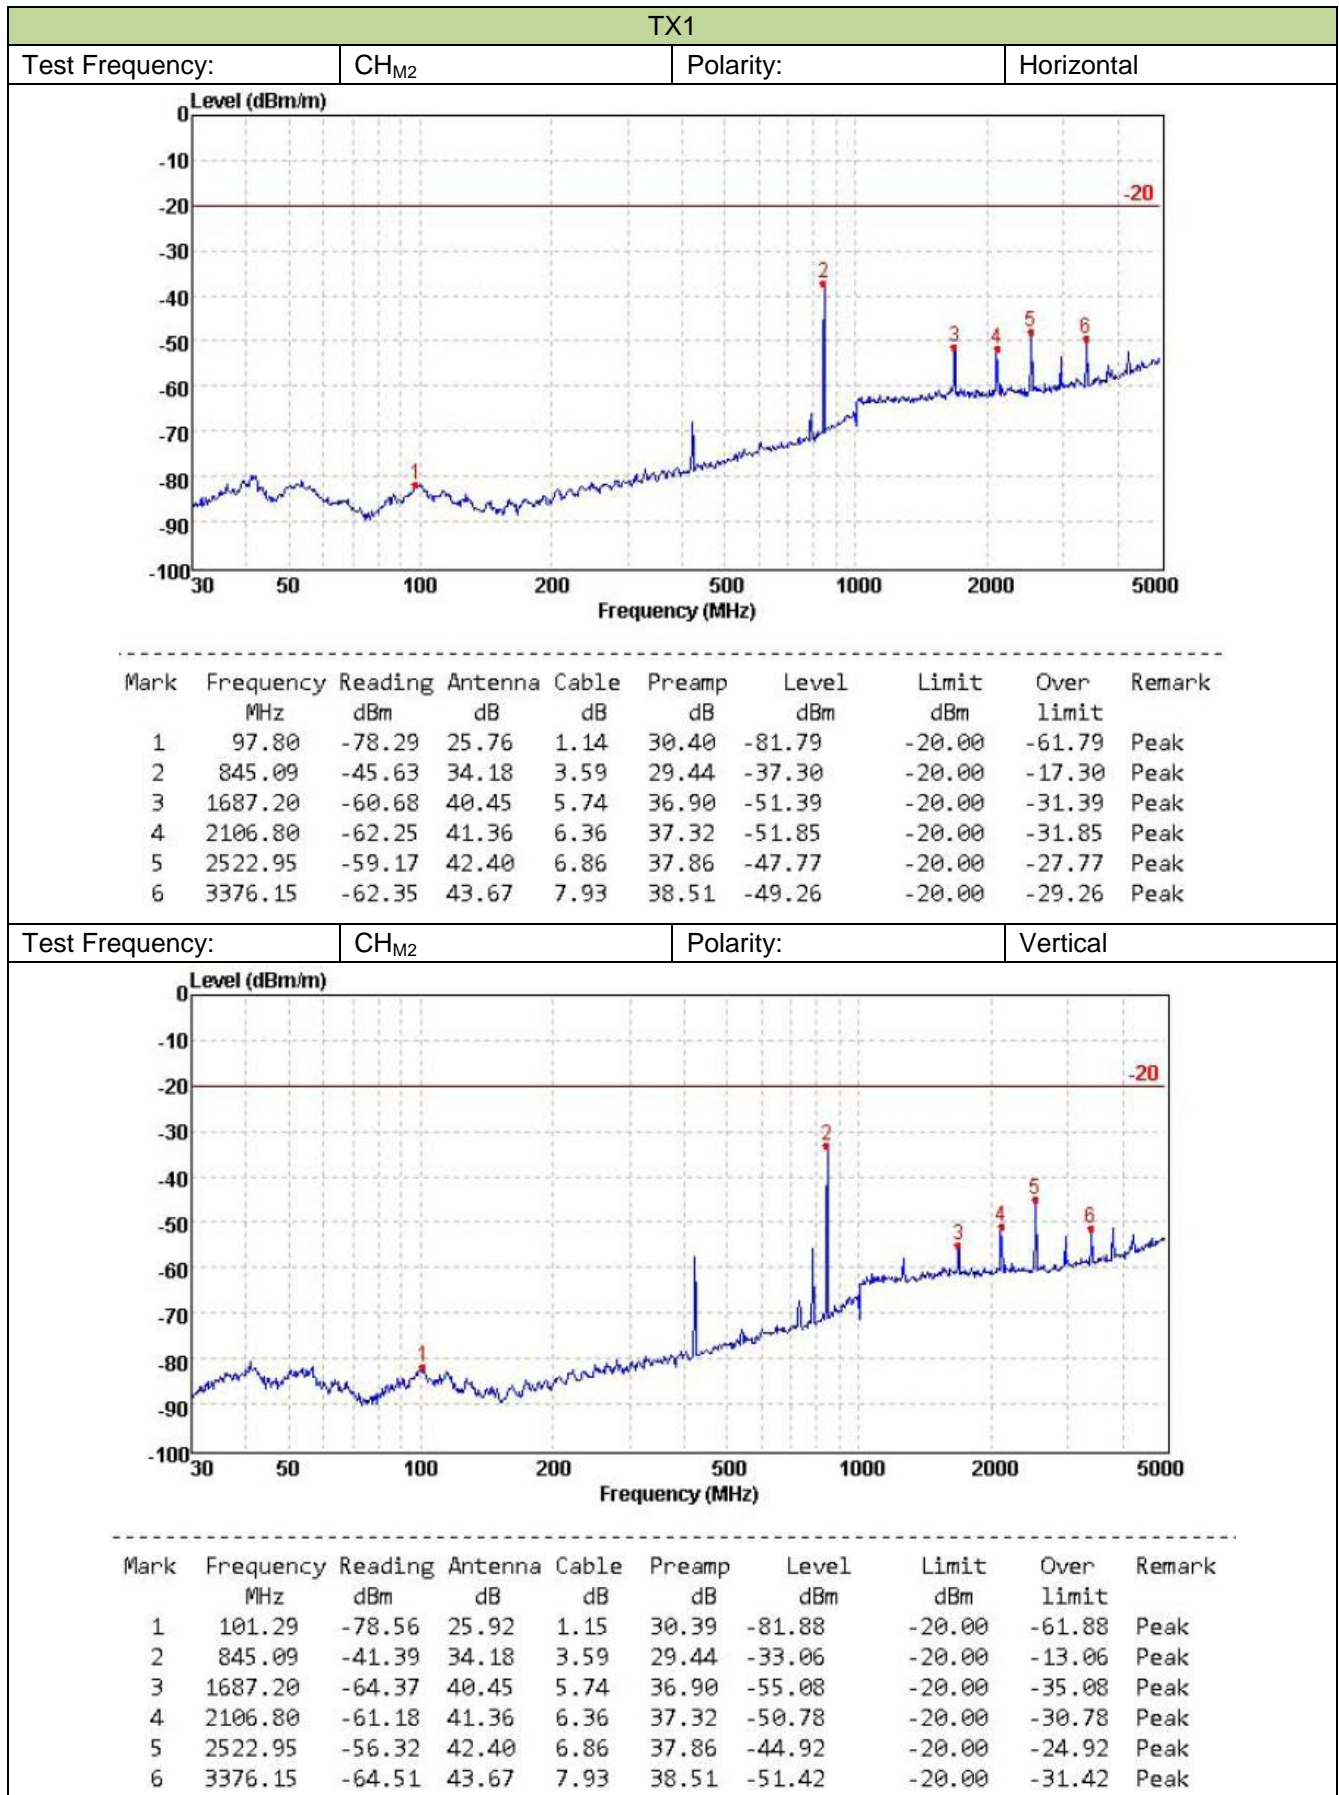 TX1
Test Frequency: CHM2 Polarity: Horizontal
Level (dBm/m)
0
-10
-20
-20
-30
2
-40
5
6
3
4
-50
-60
-70
1
-80
-90
-100
30 50 100 200 500 1000 2000 5000
Frequency (MHz)
Mark Frequency Reading Antenna Cable Preamp Level Limit Over Remark
MHz dBm dB dB dB dBm dBm limit
1 97.80 -78.29 25.76 1.14 30.40 -81.79 -20.00 -61.79 Peak
2 845.09 -45.63 34.18 3.59 29.44 -37.30 -20.00 -17.30 Peak
3 1687.20 -60.68 40.45 5.74 36.90 -51.39 -20.00 -31.39 Peak
4 2106.80 -62.25 41.36 6.36 37.32 -51.85 -20.00 -31.85 Peak
5 2522.95 -59.17 42.40 6.86 37.86 -47.77 -20.00 -27.77 Peak
6 3376.15 -62.35 43.67 7.93 38.51 -49.26 -20.00 -29.26 Peak
Test Frequency: CHM2 Polarity: Vertical
Level (dBm/m)
0
-10
-20
-20
-30
2
-40
5
4
6
-50
3
-60
-70
1
-80
-90
-100
30 50 100 200 500 1000 2000 5000
Frequency (MHz)
Mark Frequency Reading Antenna Cable Preamp Level Limit Over Remark
MHz dBm dB dB dB dBm dBm limit
1 101.29 -78.56 25.92 1.15 30.39 -81.88 -20.00 -61.88 Peak
2 845.09 -41.39 34.18 3.59 29.44 -33.06 -20.00 -13.06 Peak
3 1687.20 -64.37 40.45 5.74 36.90 -55.08 -20.00 -35.08 Peak
4 2106.80 -61.18 41.36 6.36 37.32 -50.78 -20.00 -30.78 Peak
5 2522.95 -56.32 42.40 6.86 37.86 -44.92 -20.00 -24.92 Peak
6 3376.15 -64.51 43.67 7.93 38.51 -51.42 -20.00 -31.42 Peak